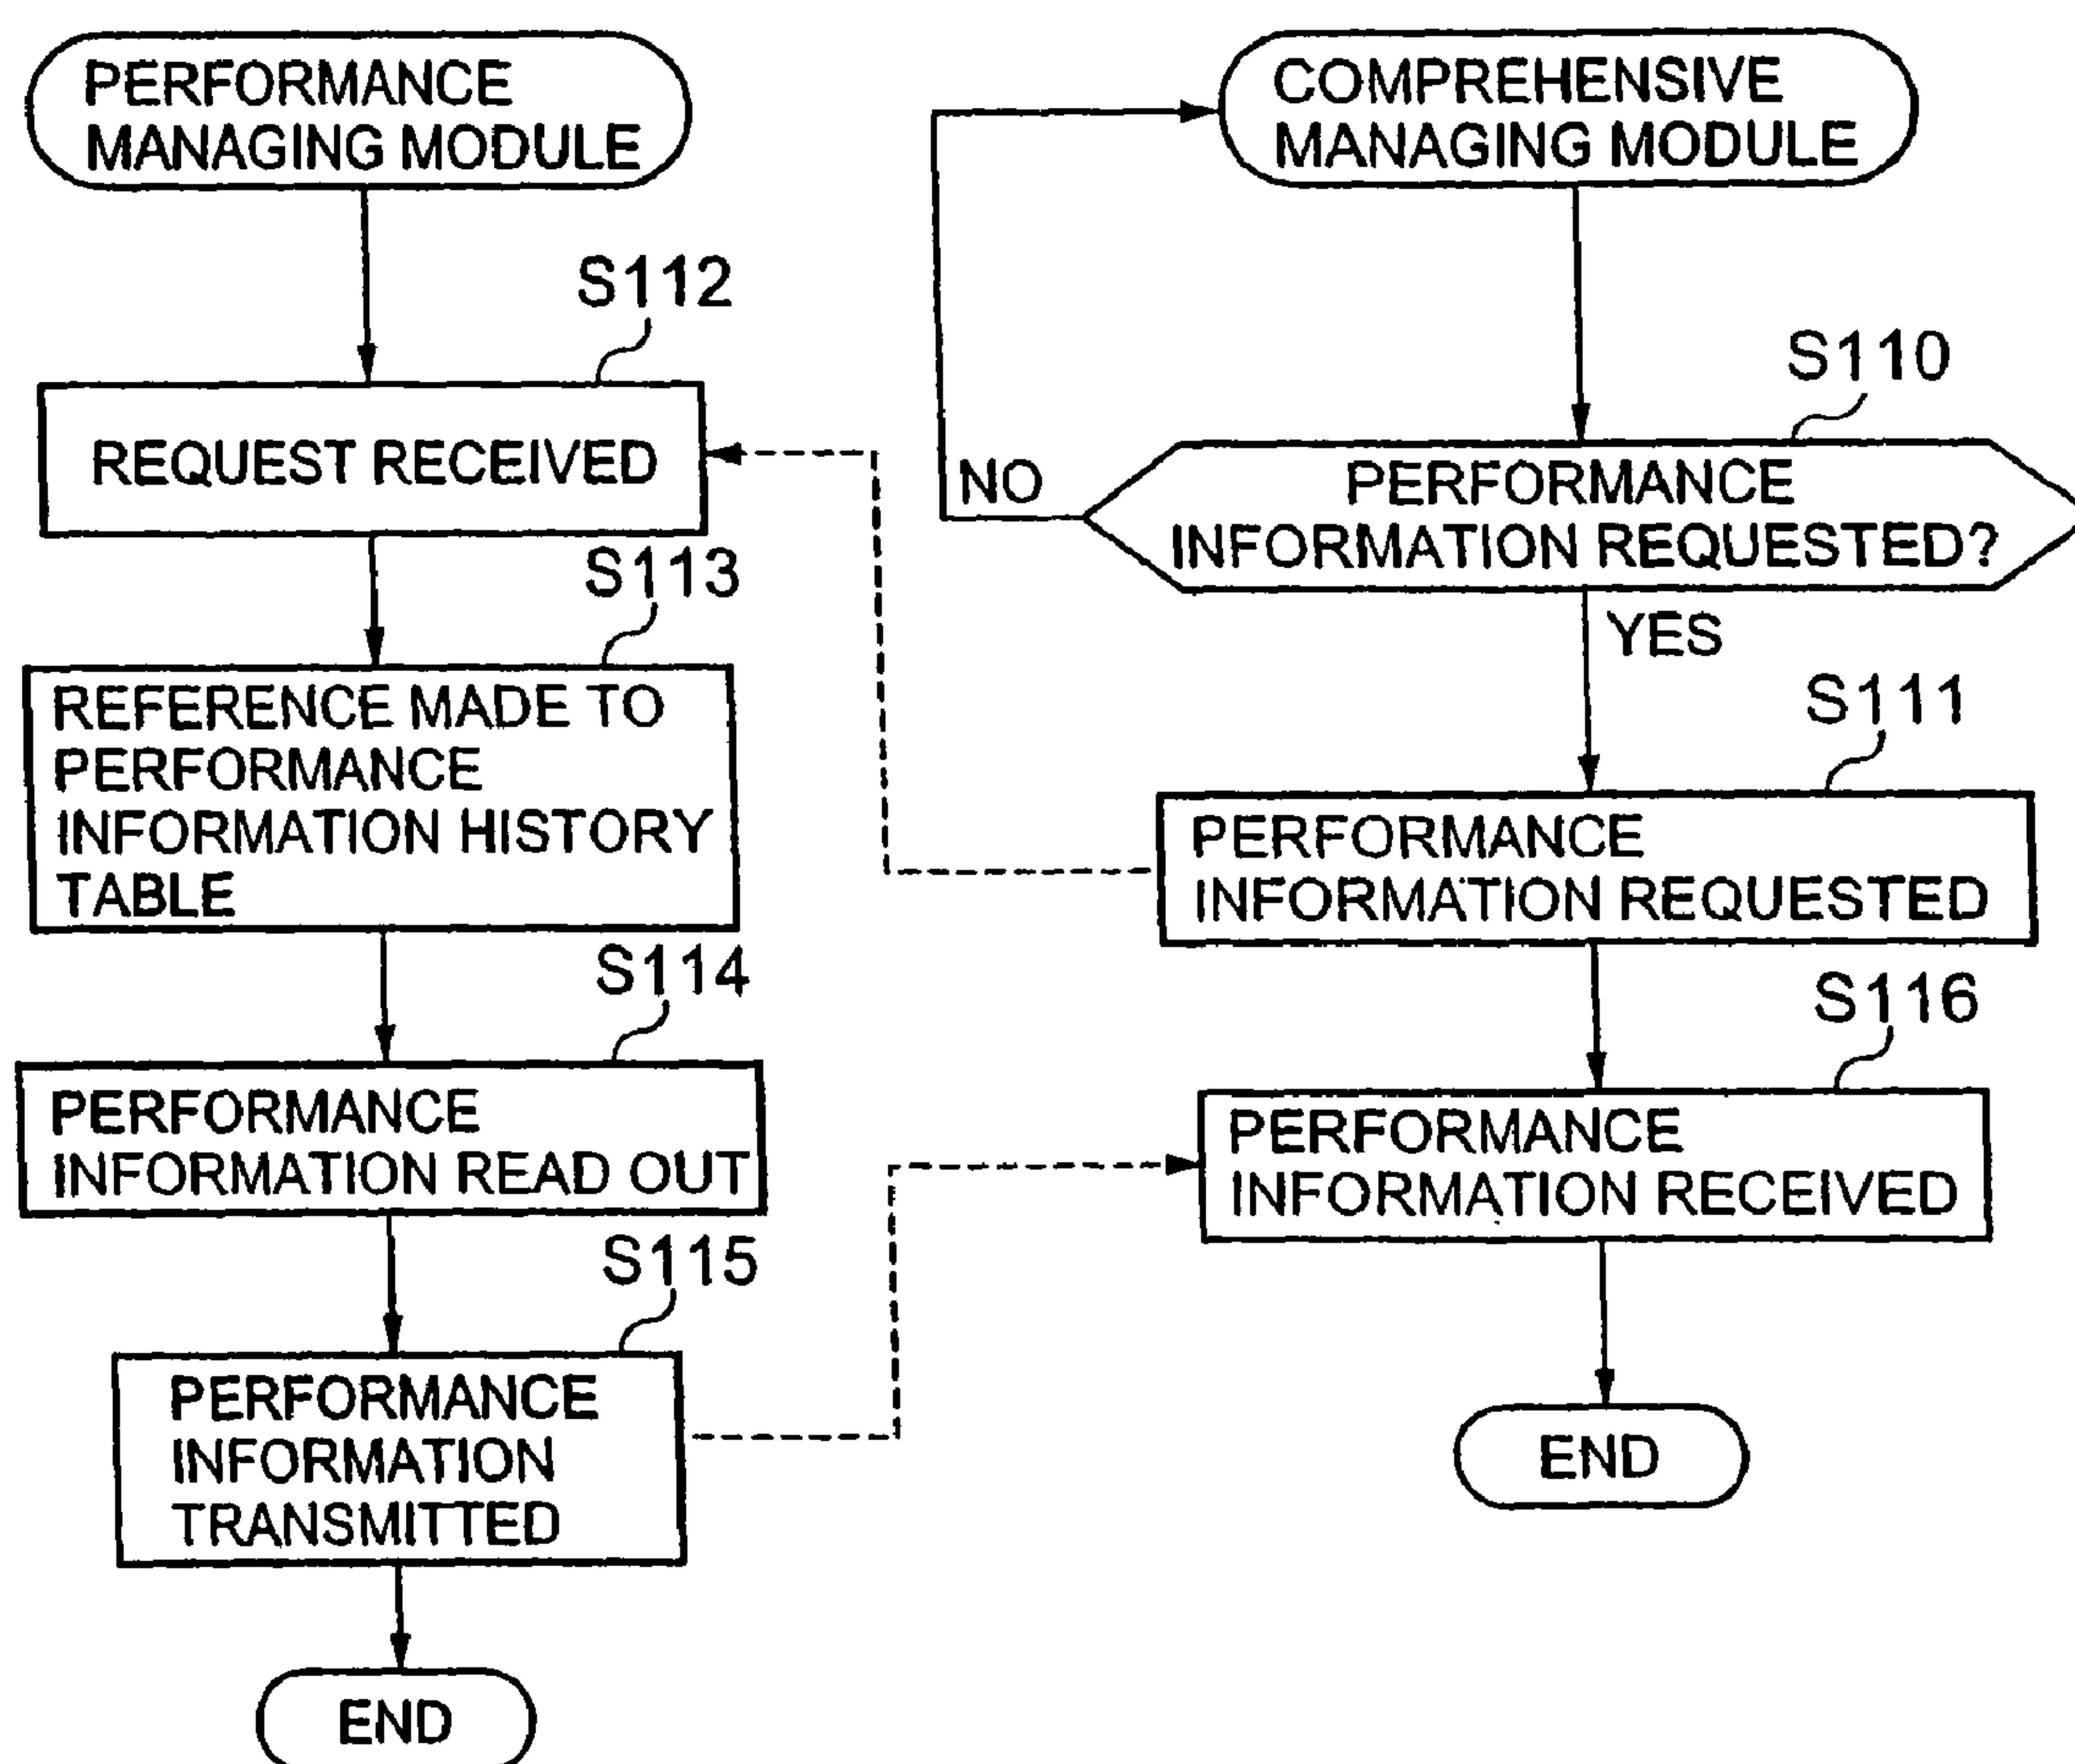 PERFORMANCE
MANAGING MODULE
S112
REQUEST RECEIVED
S113
REFERENCE MADE TO
PERFORMANCE
INFORMATION HISTORY
TABLE
S114
PERFORMANCE
INFORMATION READ OUT
S115
PERFORMANCE
INFORMATION
TRANSMITTED
END
COMPREHENSIVE
MANAGING MODULE
S110
NO
PERFORMANCE
INFORMATION REQUESTED?
YES
S111
PERFORMANCE
INFORMATION REQUESTED
S116
PERFORMANCE
INFORMATION RECEIVED
END